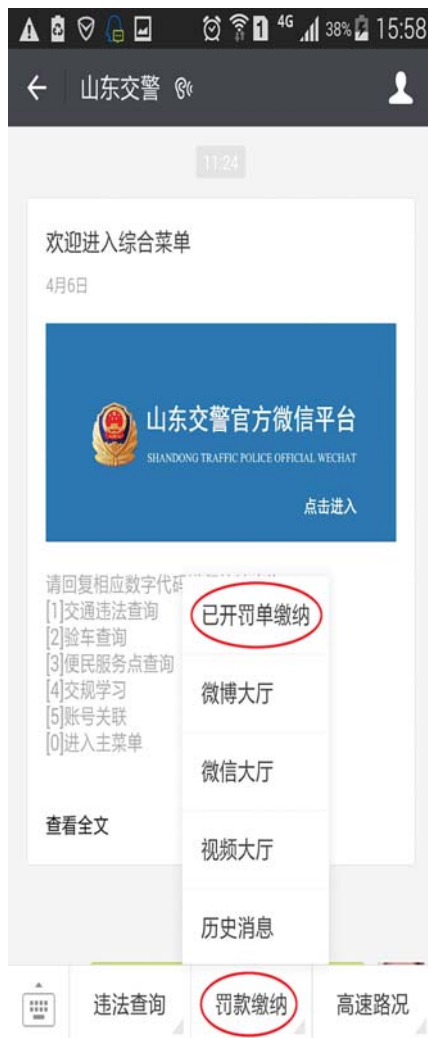 4G 38% 15:58
山东交警
11:24
欢迎进入综合菜单
4月6日
山东交警官方微信平台
SHANDONG TRAFFIC POLICE OFFICIAL WECHAT
点击进入
请回复相应数字代码
[1]交通违法查询
[2]验车查询
[3]便民服务点查询
[4]交规学习
[5]账号关联
[0]进入主菜单
查看全文
已开罚单缴纳
微博大厅
微信大厅
视频大厅
历史消息
违法查询 罚款缴纳 高速路况